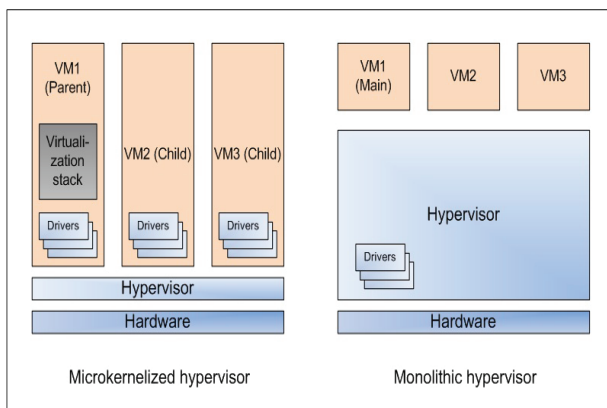 VM1
(Parent)
Virtuali-
zation
stack
Drivers
VM2 (Child)
Drivers
VM3 (Child)
Drivers
Hypervisor
Hardware
Microkernelized hypervisor
VM1
(Main)
VM2
VM3
Hypervisor
Drivers
Hardware
Monolithic hypervisor